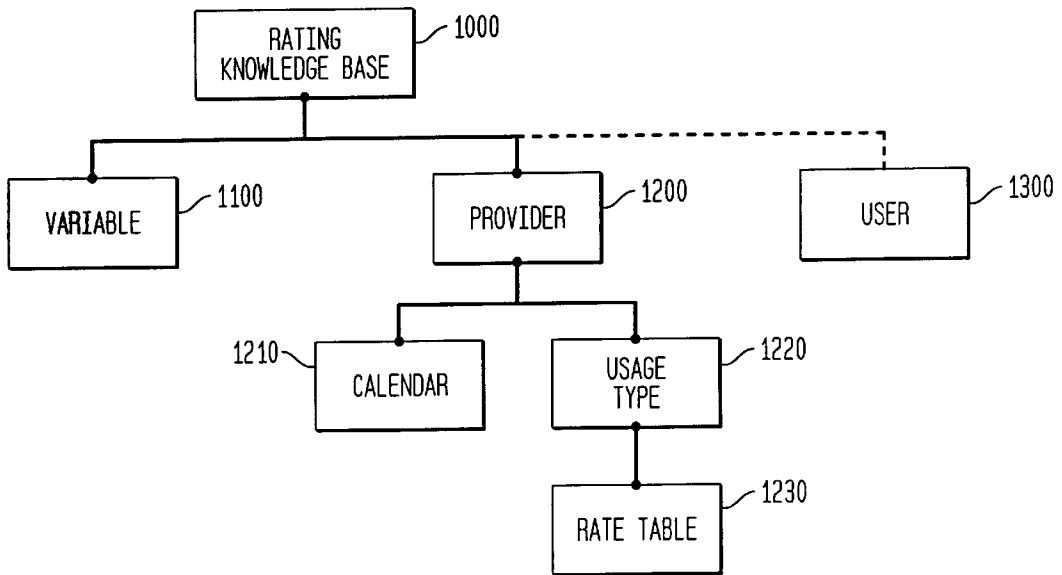 RATING
KNOWLEDGE BASE
1000
VARIABLE
1100
PROVIDER
1200
USER
1300
1210
CALENDAR
USAGE
TYPE
1220
RATE TABLE
1230